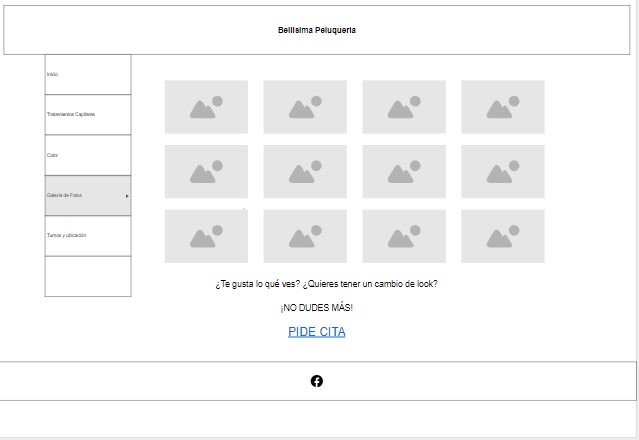 Bellisima Peluqueria
Inicio
Tratamientos Capilares
Color
Galería de Fotos
Turnos y ubicación
¿Te gusta lo qué ves? ¿Quieres tener un cambio de look?
¡NO DUDES MÁS!
PIDE CITA